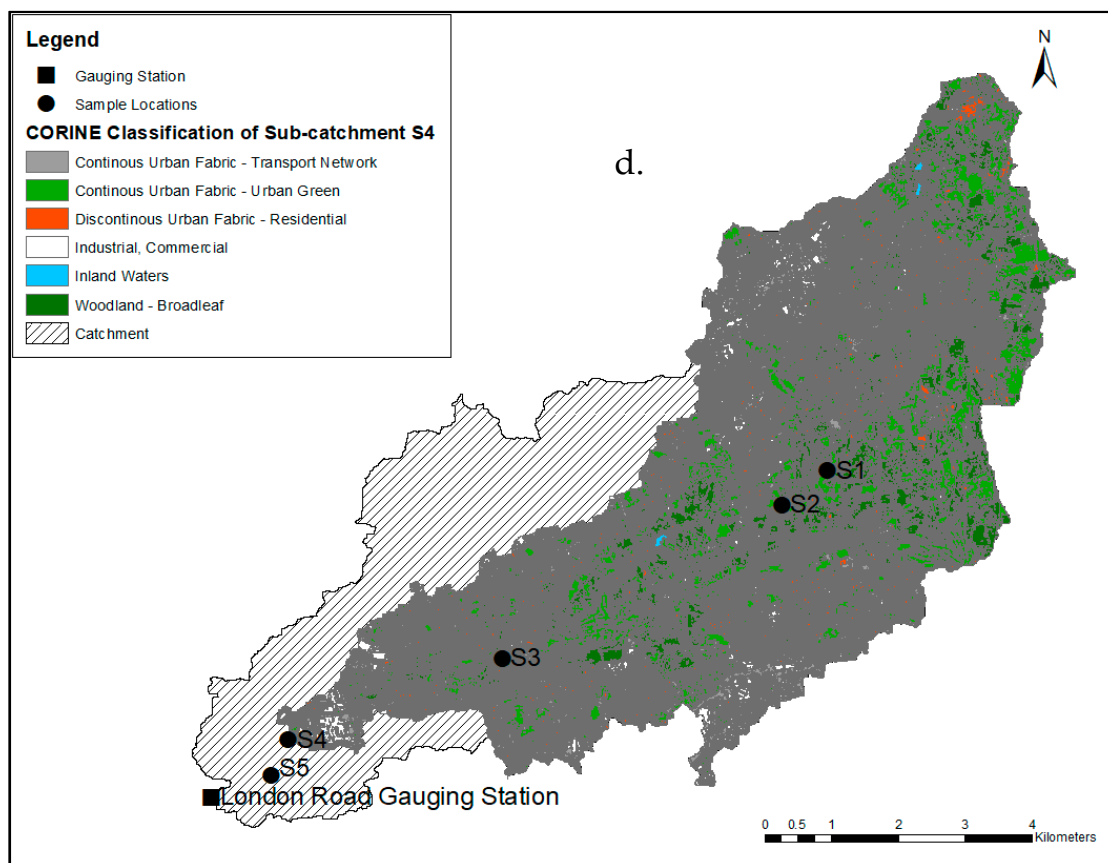 Legend
Gauging Station
Sample Locations
CORINE Classification of Sub-catchment S4
Continous Urban Fabric - Transport Network
Continous Urban Fabric - Urban Green
Discontinous Urban Fabric - Residential
Industrial, Commercial
Inland Waters
Woodland - Broadleaf
Catchment
N
d.
S1
S2
S3
S4
S5
London Road Gauging Station
0 0.5 1 2 3 4
Kilometers